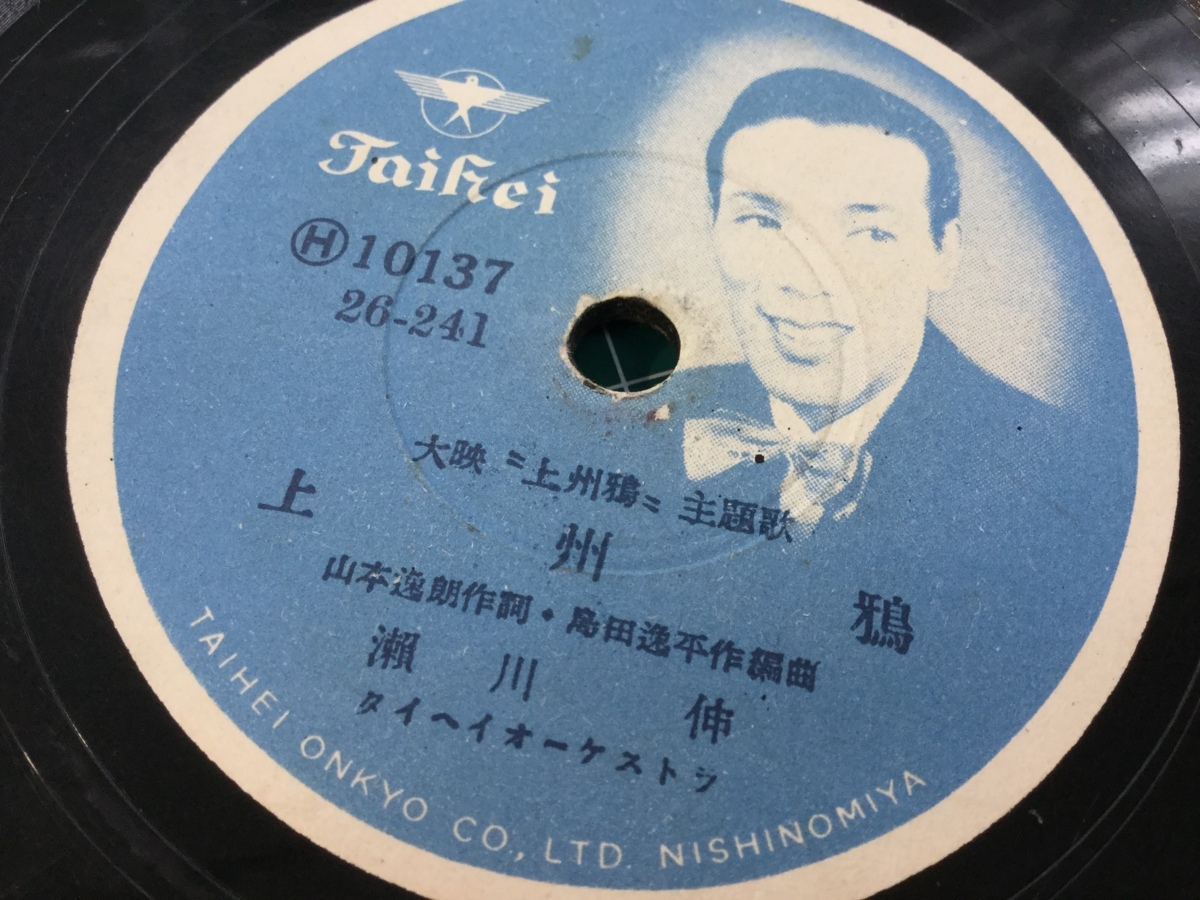 Taihei
Ⓗ10137
26-241
大映〝上州鴉〟主題歌
上州鴉
山本逸朗作詞・島田逸平作編曲
瀬川伸
タイヘイオーケストラ
TAIHEI ONKYO CO., LTD. NISHINOMIYA